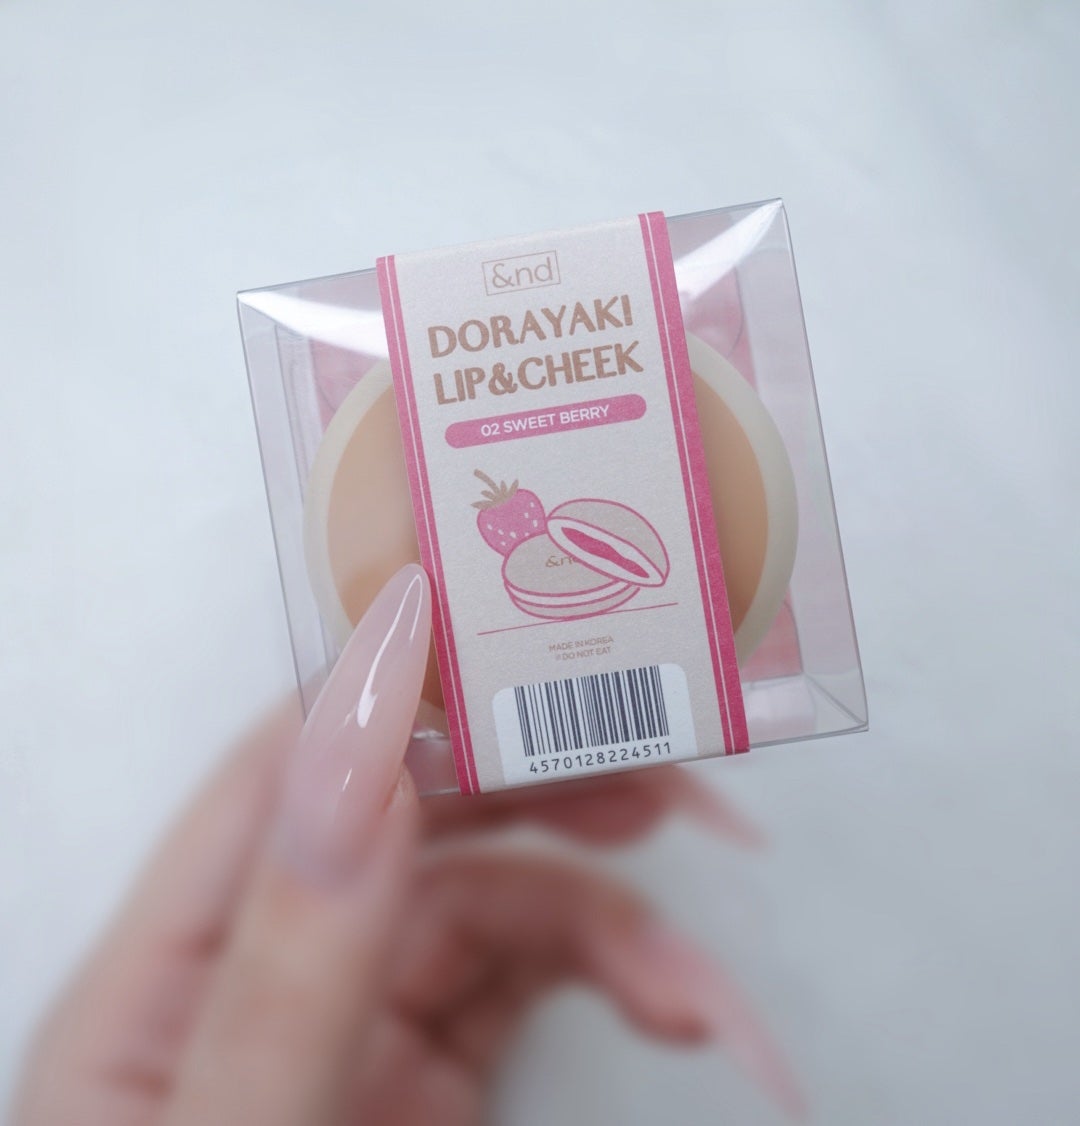 &nd
DORAYAKI
LIP&CHEEK
02 SWEET BERRY
&nd
MADE IN KOREA
※DO NOT EAT
4570128224511